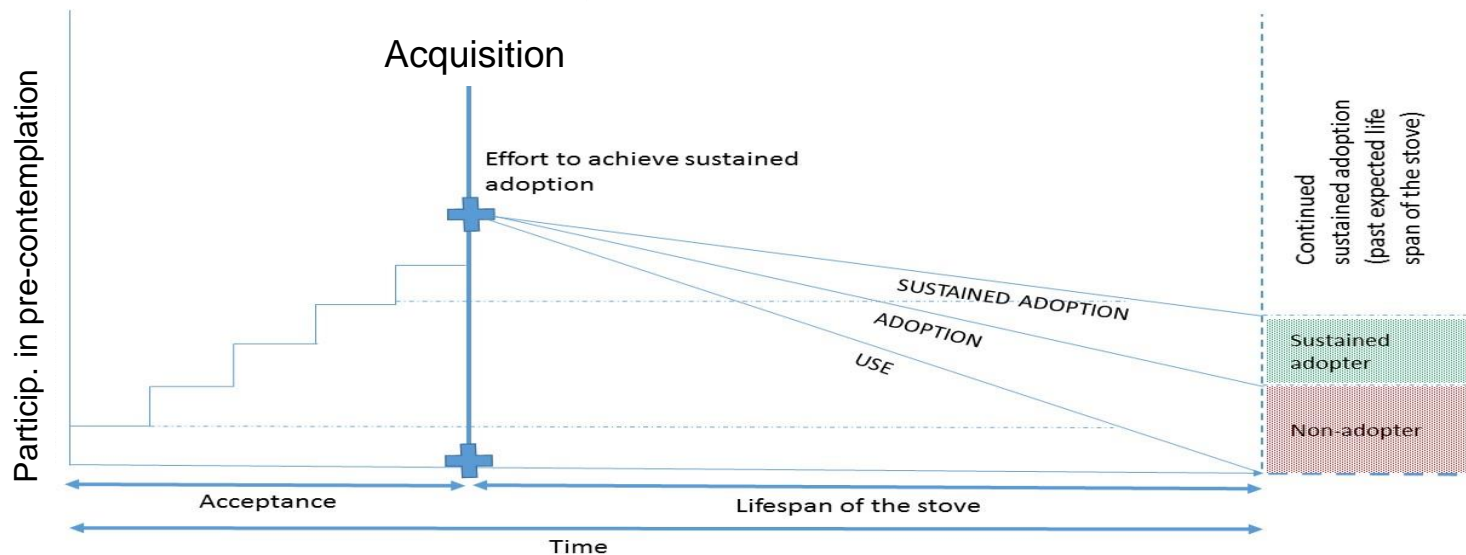 Particip. in pre-contemplation
Acquisition
Effort to achieve sustained
adoption
SUSTAINED ADOPTION
ADOPTION
USE
Continued
sustained adoption
(past expected life
span of the stove)
Sustained
adopter
Non-adopter
Acceptance
Lifespan of the stove
Time